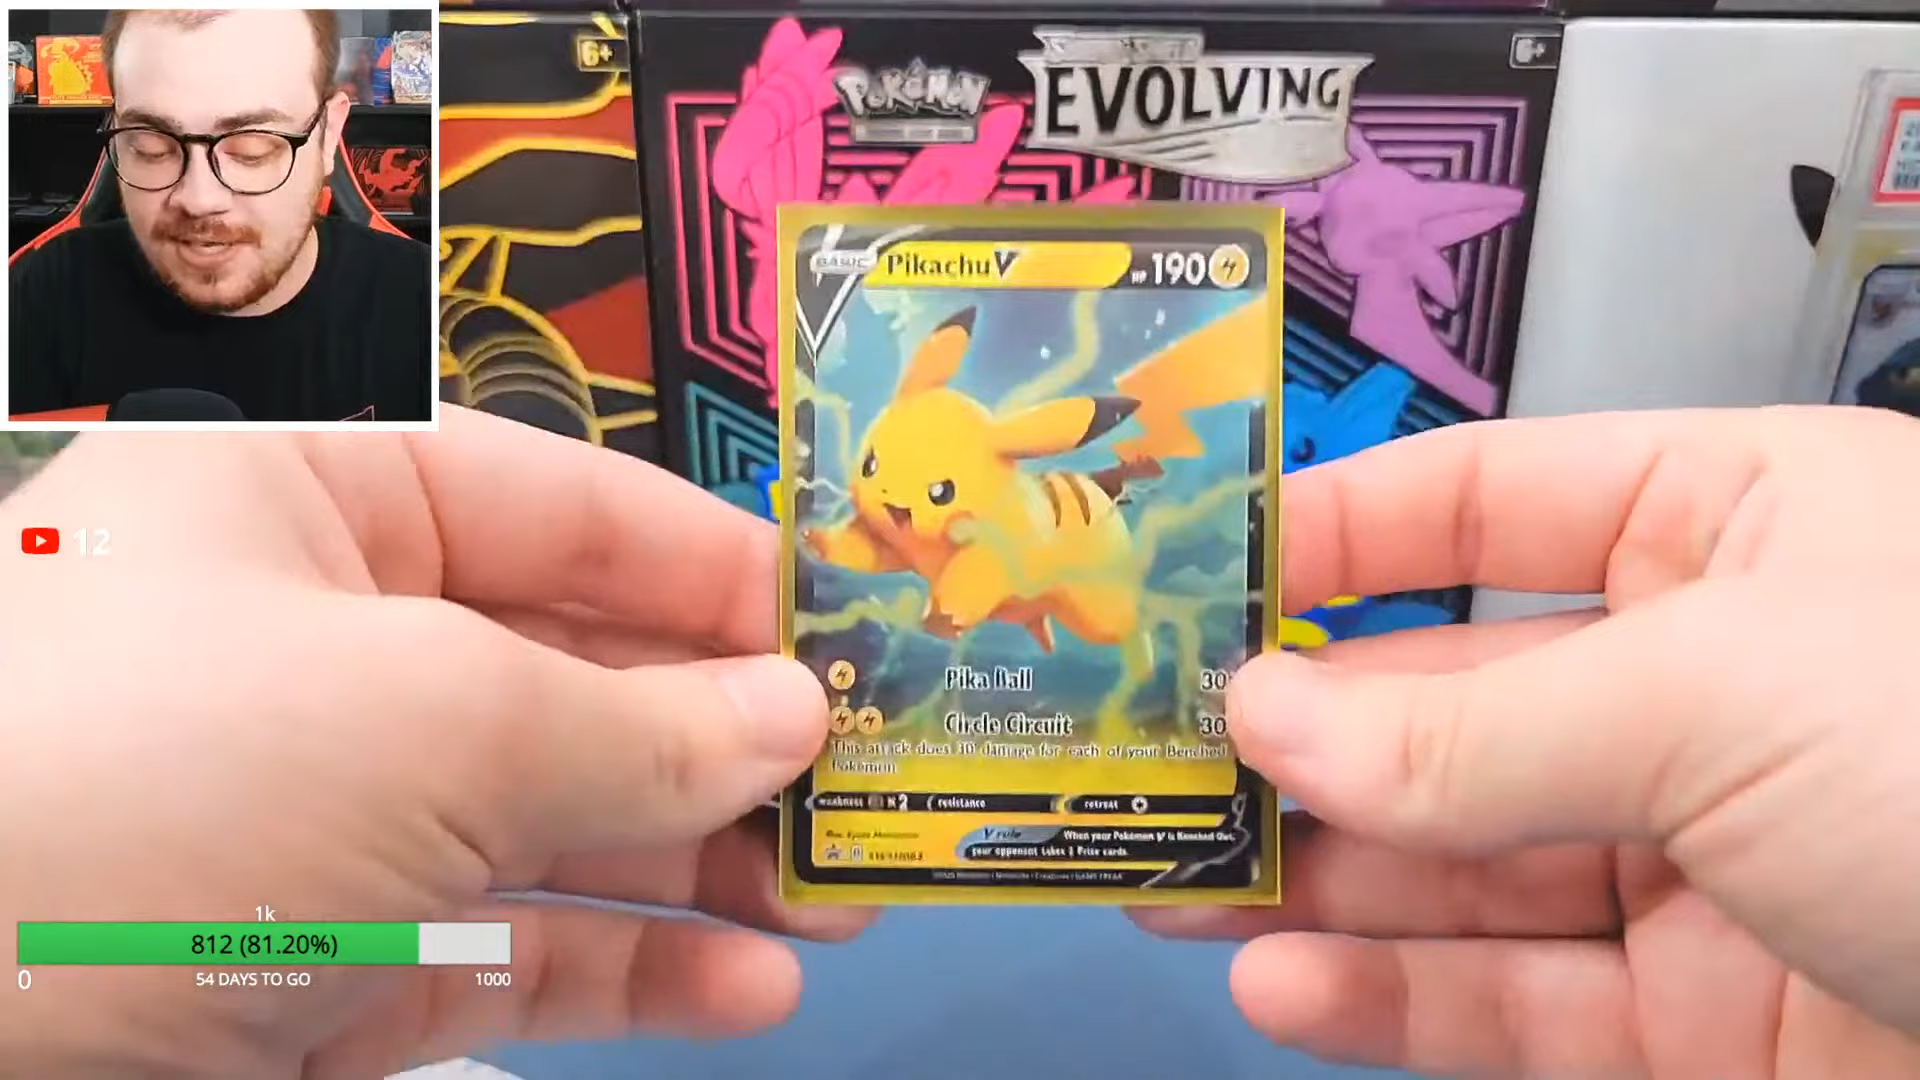 6+
POKÉMON
EVOLVING
BASIC
Pikachu V
HP 190
Pika Ball 30
Circle Circuit 30
This attack does 30 damage for each of your Benched
Pokémon.
weakness x2 resistance retreat
V rule When your Pokémon V is Knocked Out,
your opponent takes 2 Prize cards.
12
1k
812 (81.20%)
0 54 DAYS TO GO 1000